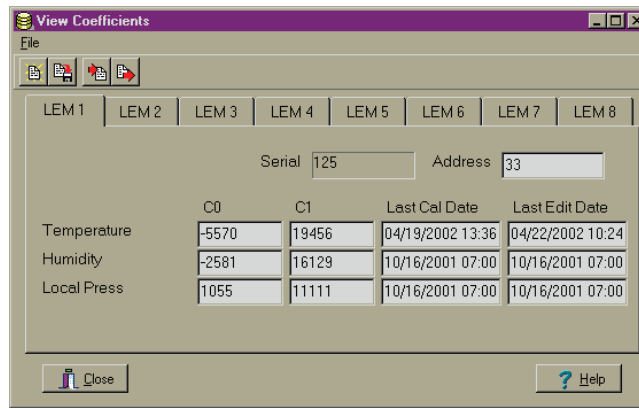 View Coefficients
File
LEM 1 LEM 2 LEM 3 LEM 4 LEM 5 LEM 6 LEM 7 LEM 8
Serial 125 Address 33
C0 C1 Last Cal Date Last Edit Date
Temperature -5570 19456 04/19/2002 13:36 04/22/2002 10:24
Humidity -2581 16129 10/16/2001 07:00 10/16/2001 07:00
Local Press 1055 11111 10/16/2001 07:00 10/16/2001 07:00
Close ? Help